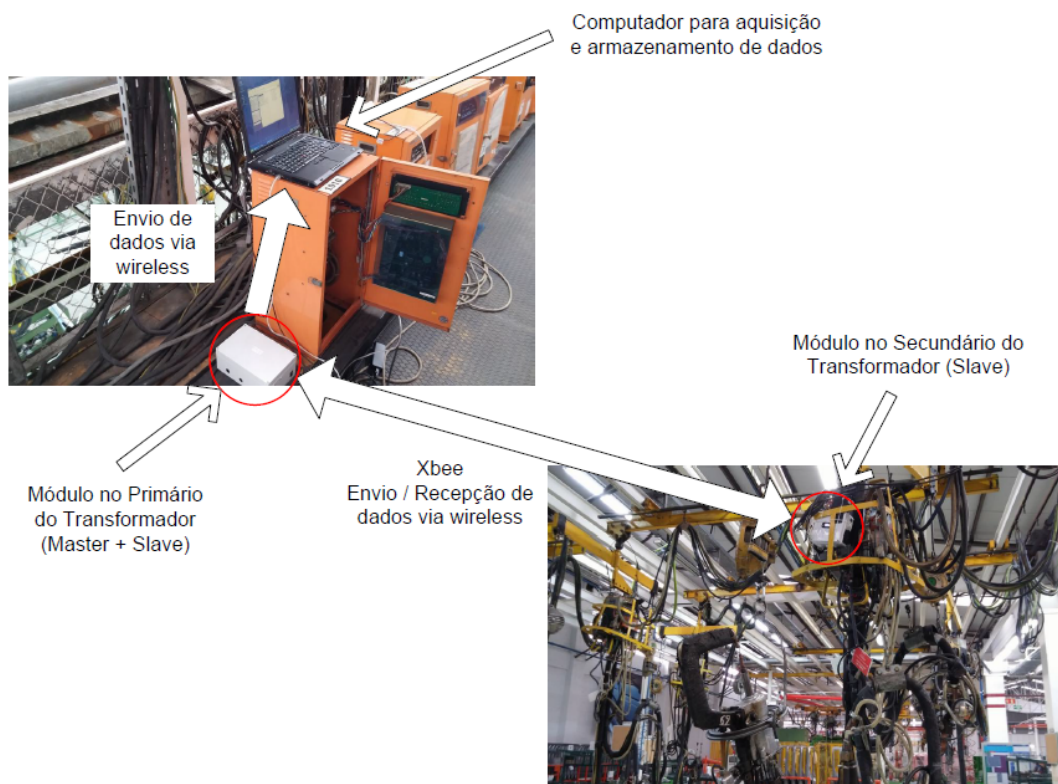 Computador para aquisição
e armazenamento de dados
Envio de
dados via
wireless
Módulo no Secundário do
Transformador (Slave)
Módulo no Primário
do Transformador
(Master + Slave)
Xbee
Envio / Recepção de
dados via wireless